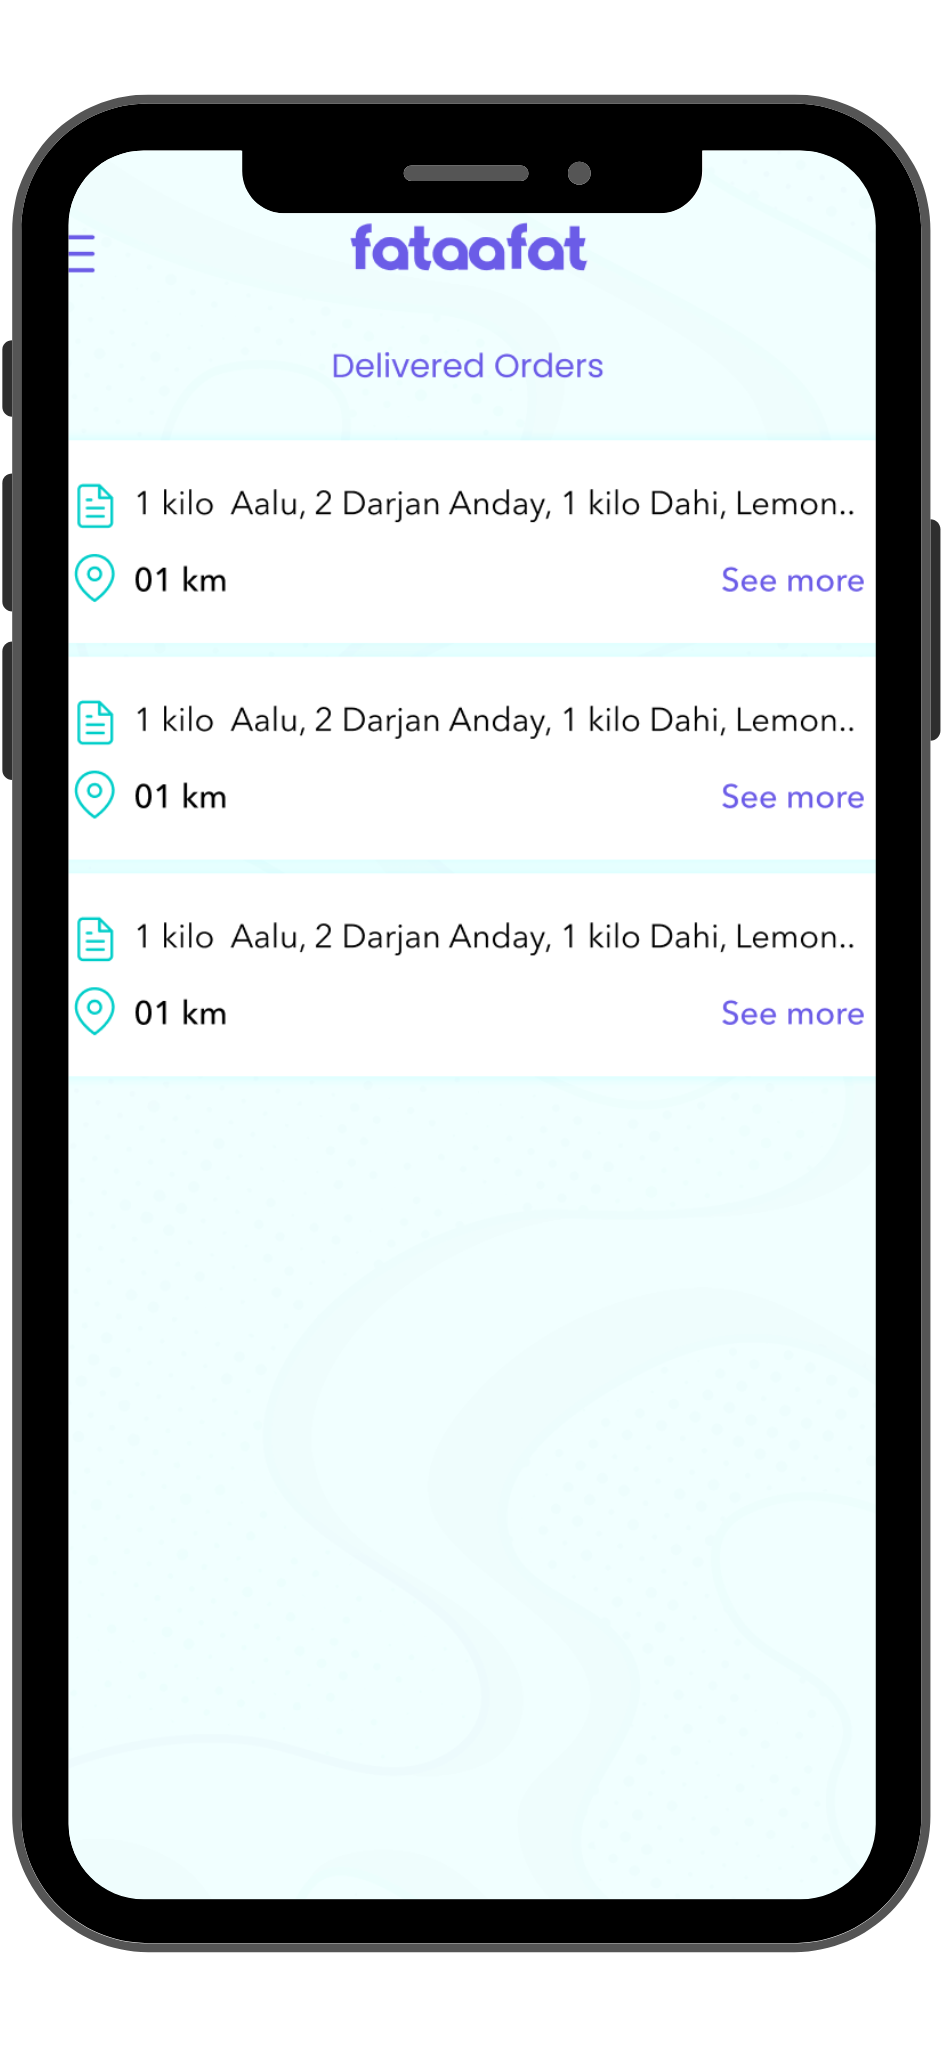 fataafat
Delivered Orders
1 kilo  Aalu, 2 Darjan Anday, 1 kilo Dahi, Lemon..
01 km See more
1 kilo  Aalu, 2 Darjan Anday, 1 kilo Dahi, Lemon..
01 km See more
1 kilo  Aalu, 2 Darjan Anday, 1 kilo Dahi, Lemon..
01 km See more